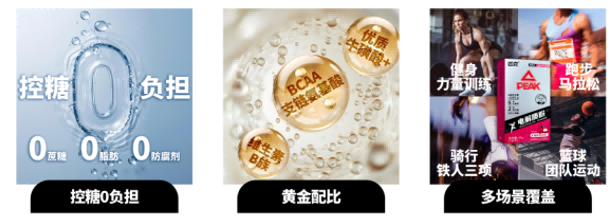 控糖0负担
0蔗糖 0脂肪 0防腐剂
控糖0负担
优质
牛磺酸+
BCAA
支链氨基酸
维生素
B族
黄金配比
健身
力量训练
跑步
马拉松
匹克
PEAK
电解质粉
骑行
铁人三项
篮球
团队运动
多场景覆盖